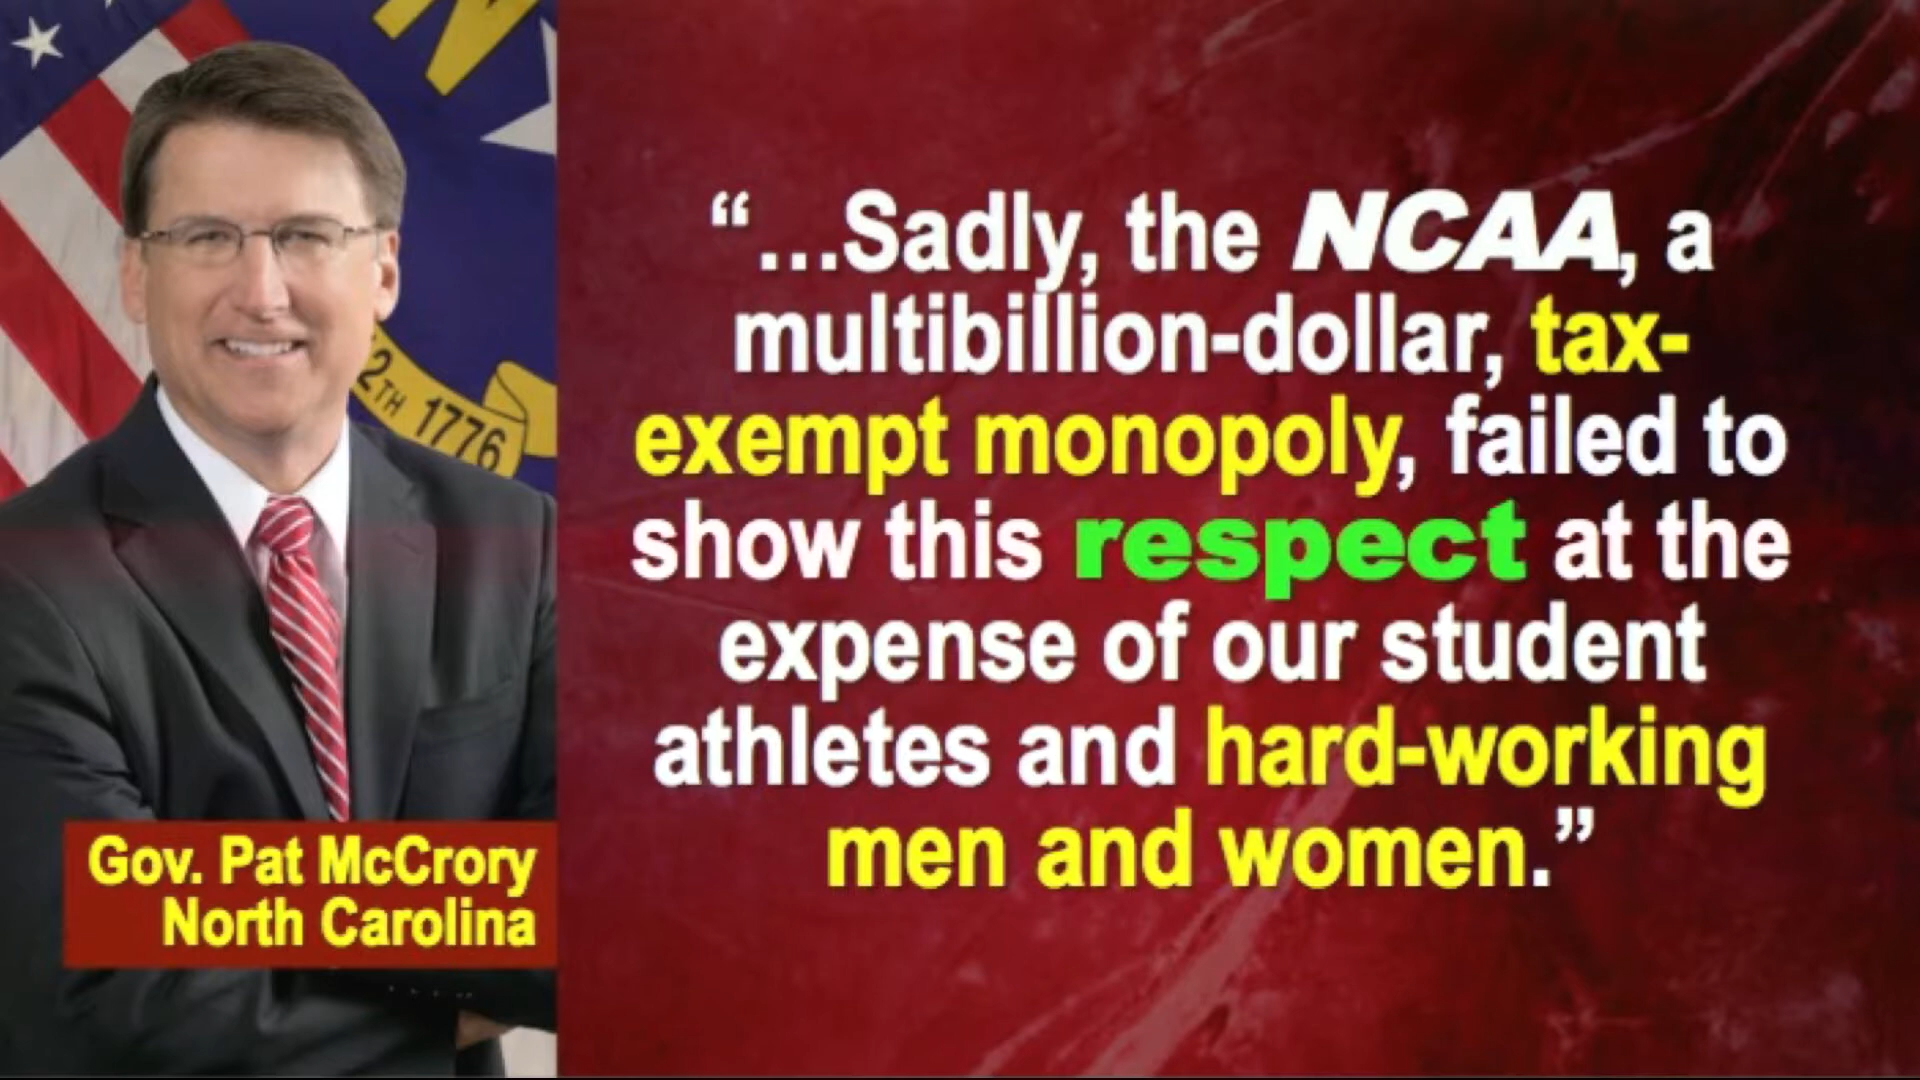 N
2TH 1776
Gov. Pat McCrory
North Carolina
“...Sadly, the NCAA, a
multibillion-dollar, tax-
exempt monopoly, failed to
show this respect at the
expense of our student
athletes and hard-working
men and women.”